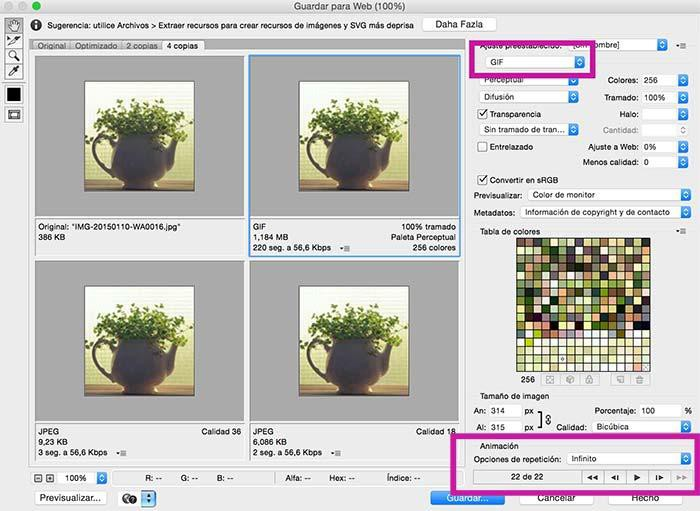 Guardar para Web (100%)
Sugerencia: utilice Archivos > Extraer recursos para crear recursos de imágenes y SVG más deprisa
Daha Fazla
Original Optimizado 2 copias 4 copias
Original: "IMG-20150110-WA0016.jpg"
386 KB
GIF 100% tramado
1,184 MB Paleta Perceptual
220 seg. a 56,6 Kbps 256 colores
JPEG Calidad 36
9,23 KB
3 seg. a 56,6 Kbps
JPEG Calidad 18
6,086 KB
2 seg. a 56,6 Kbps
Ajuste preestablecido:
GIF
Perceptual Colores: 256
Difusión Tramado: 100%
Transparencia Halo:
Sin tramado de tran... Cantidad:
Entrelazado Ajuste a Web: 0%
Menos calidad: 0
Convertir en sRGB
Previsualizar: Color de monitor
Metadatos: Información de copyright y de contacto
Tabla de colores
256
Tamaño de imagen
An: 314 px Porcentaje: 100 %
Al: 315 px Calidad: Bicúbica
Animación
Opciones de repetición: Infinito
22 de 22
100% R: -- G: -- B: -- Alfa: -- Hex: -- Índice: --
Previsualizar... Guardar... Cancelar Hecho